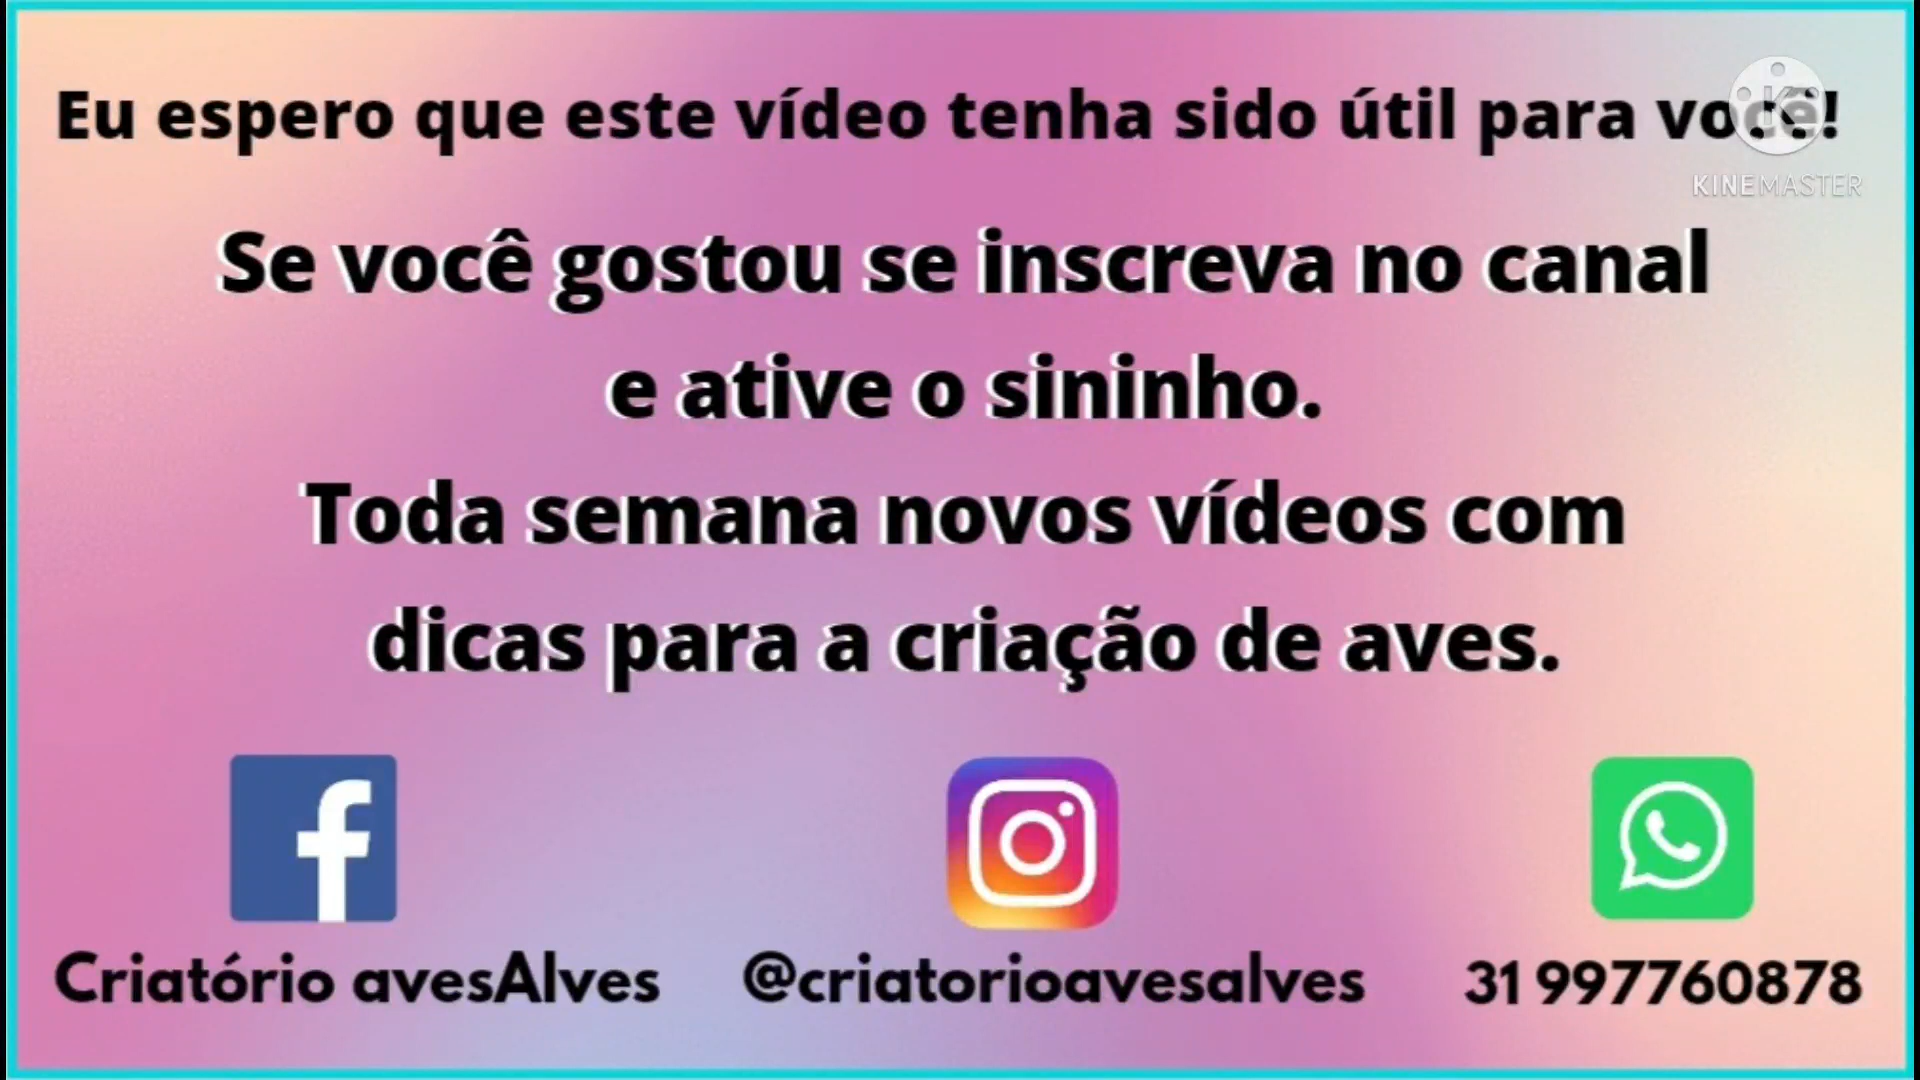 Eu espero que este vídeo tenha sido útil para você!
KINEMASTER
Se você gostou se inscreva no canal
e ative o sininho.
Toda semana novos vídeos com
dicas para a criação de aves.
Criatório avesAlves
@criatorioavesalves
31 997760878